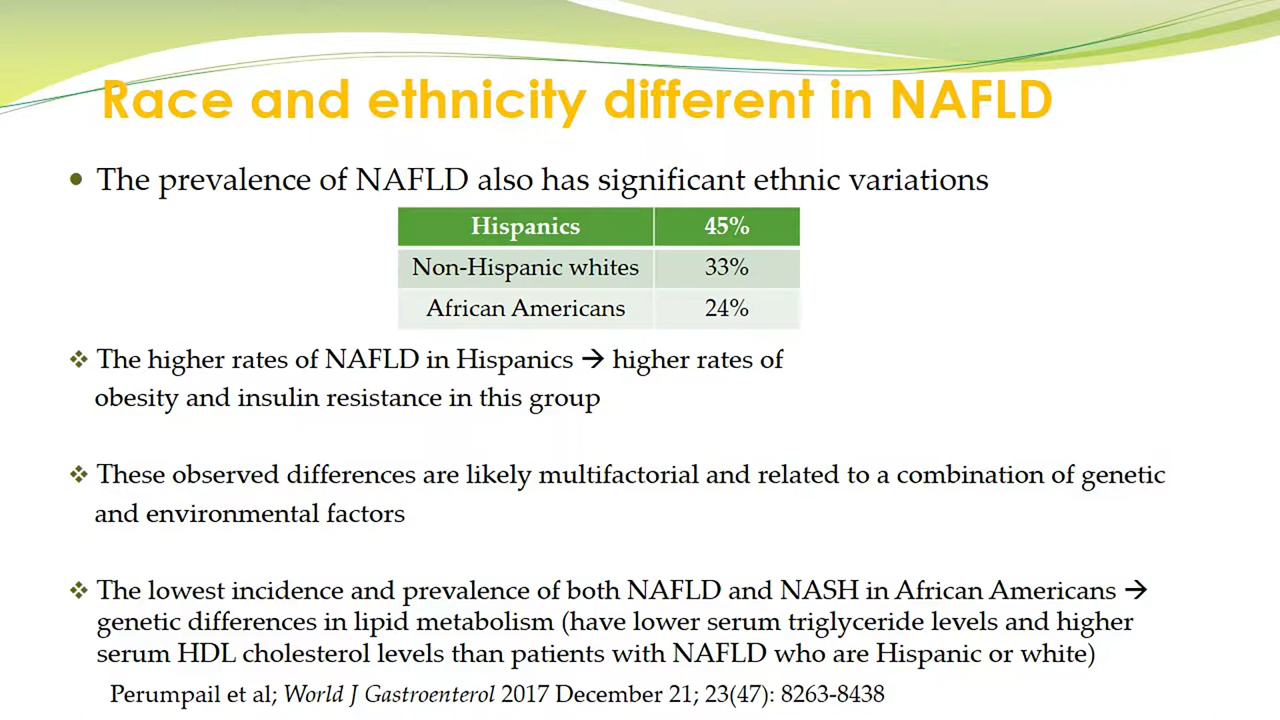 Race and ethnicity different in NAFLD
• The prevalence of NAFLD also has significant ethnic variations
Hispanics 45%
Non-Hispanic whites 33%
African Americans 24%
❖ The higher rates of NAFLD in Hispanics → higher rates of
obesity and insulin resistance in this group
❖ These observed differences are likely multifactorial and related to a combination of genetic
and environmental factors
❖ The lowest incidence and prevalence of both NAFLD and NASH in African Americans →
genetic differences in lipid metabolism (have lower serum triglyceride levels and higher
serum HDL cholesterol levels than patients with NAFLD who are Hispanic or white)
Perumpail et al; World J Gastroenterol 2017 December 21; 23(47): 8263-8438